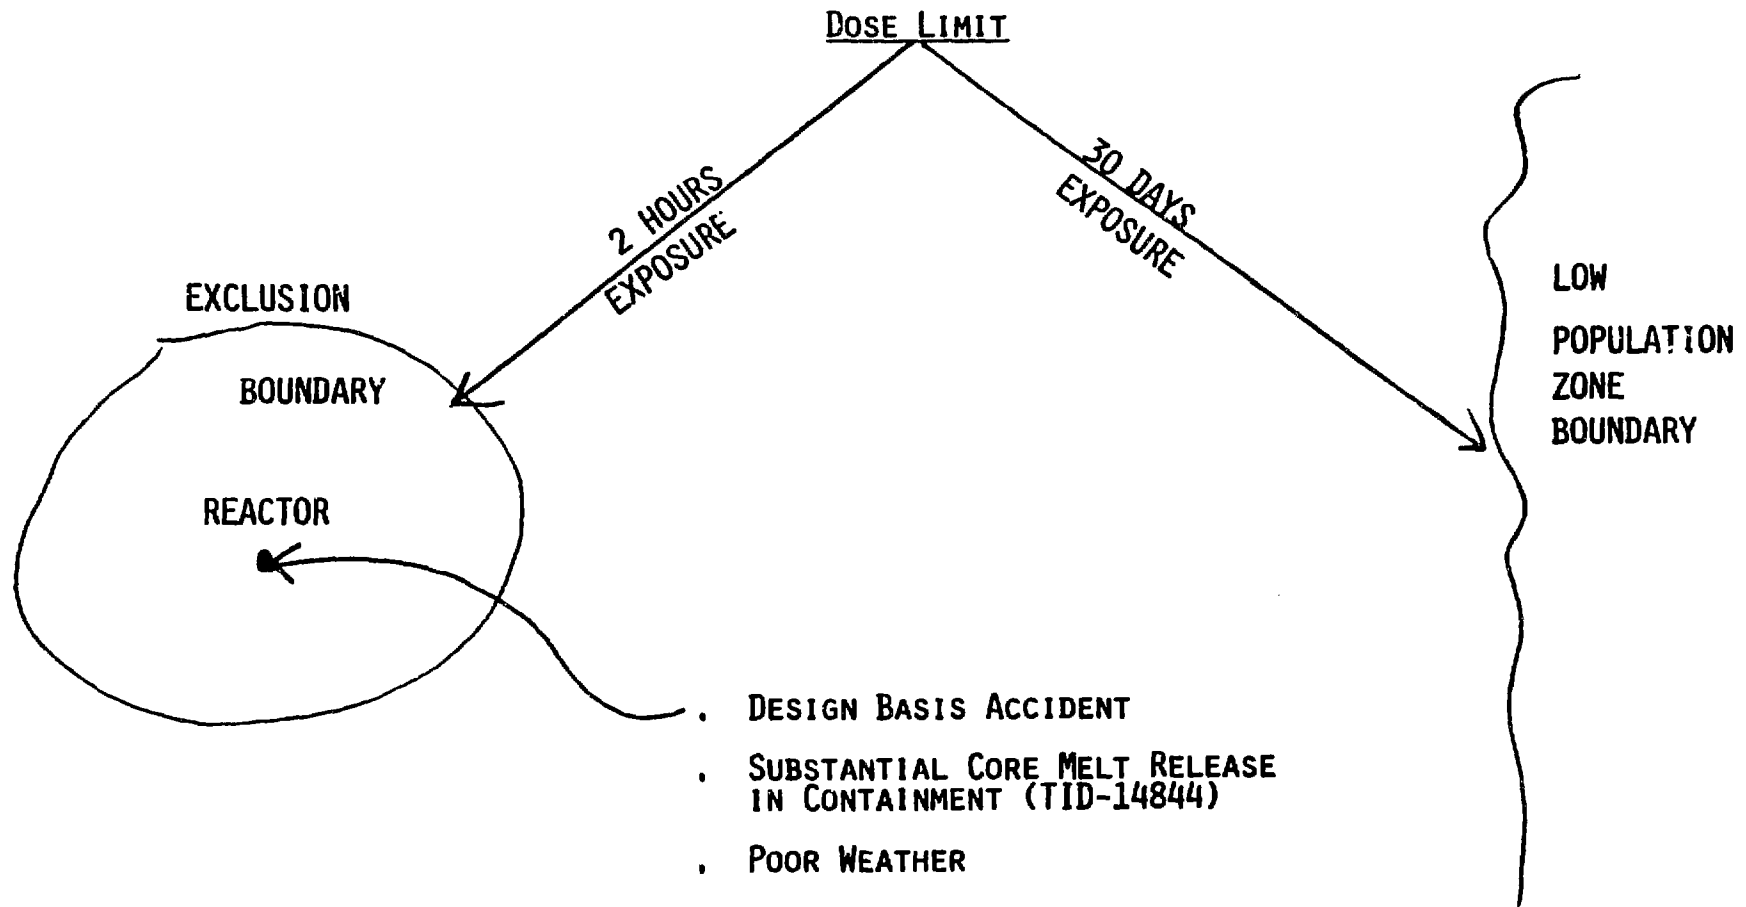 DOSE LIMIT
2 HOURS
EXPOSURE
30 DAYS
EXPOSURE
EXCLUSION
BOUNDARY
REACTOR
LOW
POPULATION
ZONE
BOUNDARY
. DESIGN BASIS ACCIDENT
. SUBSTANTIAL CORE MELT RELEASE
IN CONTAINMENT (TID-14844)
. POOR WEATHER